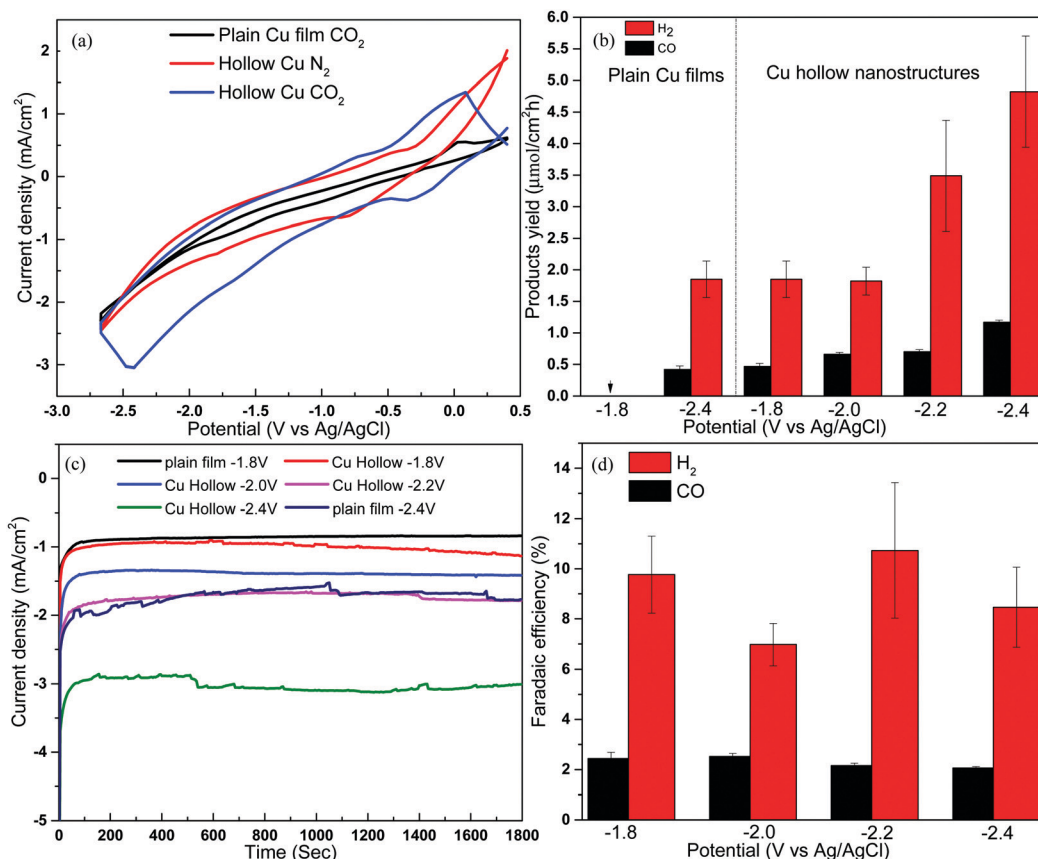 (a)
Plain Cu film CO₂
Hollow Cu N₂
Hollow Cu CO₂
Current density (mA/cm²)
2
1
0
-1
-2
-3
-3.0 -2.5 -2.0 -1.5 -1.0 -0.5 0.0 0.5
Potential (V vs Ag/AgCl)
(b)
H₂
CO
Plain Cu films
Cu hollow nanostructures
Products yield (μmol/cm²h)
6.0
5.5
5.0
4.5
4.0
3.5
3.0
2.5
2.0
1.5
1.0
0.5
0.0
-1.8 -2.4 -1.8 -2.0 -2.2 -2.4
Potential (V vs Ag/AgCl)
(c)
plain film -1.8V Cu Hollow -1.8V
Cu Hollow -2.0V Cu Hollow -2.2V
Cu Hollow -2.4V plain film -2.4V
Current density (mA/cm²)
0
-1
-2
-3
-4
-5
0 200 400 600 800 1000 1200 1400 1600 1800
Time (Sec)
(d)
H₂
CO
Faradaic efficiency (%)
14
12
10
8
6
4
2
0
-1.8 -2.0 -2.2 -2.4
Potential (V vs Ag/AgCl)